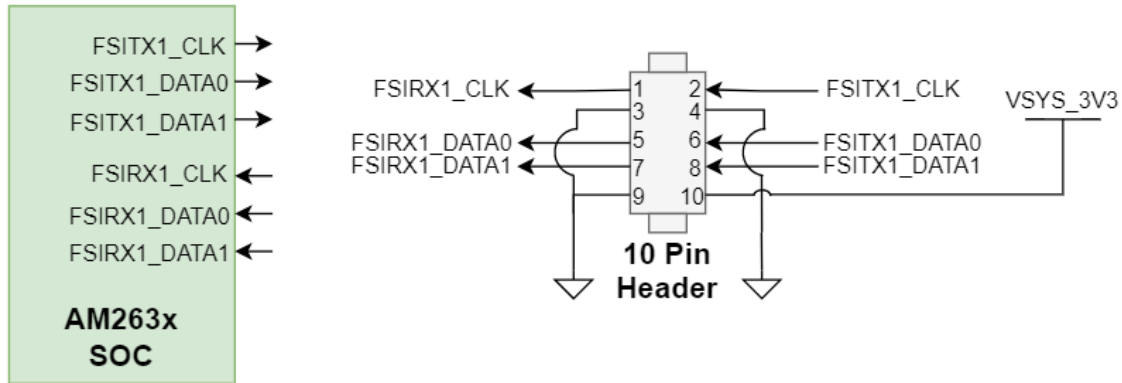 FSITX1_CLK
FSITX1_DATA0
FSITX1_DATA1
FSIRX1_CLK
FSIRX1_DATA0
FSIRX1_DATA1
AM263x
SOC
FSIRX1_CLK 1 2 FSITX1_CLK
VSYS_3V3
3 4
FSIRX1_DATA0 5 6 FSITX1_DATA0
FSIRX1_DATA1 7 8 FSITX1_DATA1
9 10
10 Pin
Header